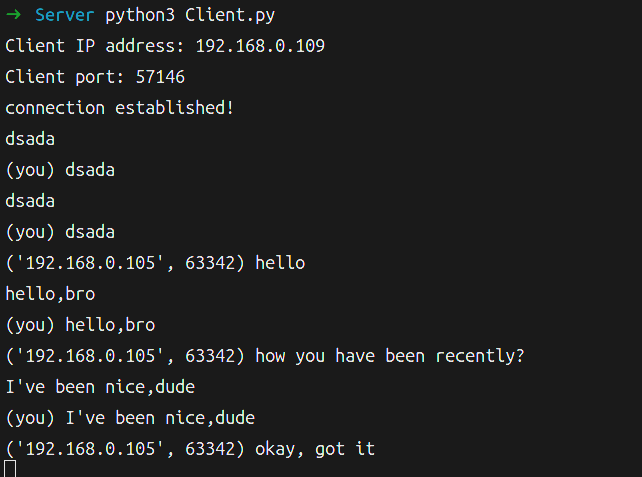 ➜ Server python3 Client.py
Client IP address: 192.168.0.109
Client port: 57146
connection established!
dsada
(you) dsada
dsada
(you) dsada
('192.168.0.105', 63342) hello
hello,bro
(you) hello,bro
('192.168.0.105', 63342) how you have been recently?
I've been nice,dude
(you) I've been nice,dude
('192.168.0.105', 63342) okay, got it